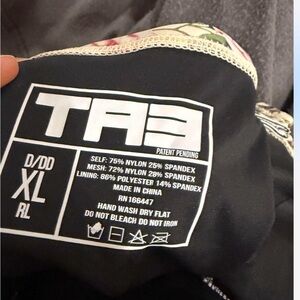 TA3
PATENT PENDING
D/DD
XL
RL
SELF: 75% NYLON 25% SPANDEX
MESH: 72% NYLON 28% SPANDEX
LINING: 86% POLYESTER 14% SPANDEX
MADE IN CHINA
RN166447
HAND WASH DRY FLAT
DO NOT BLEACH DO NOT IRON